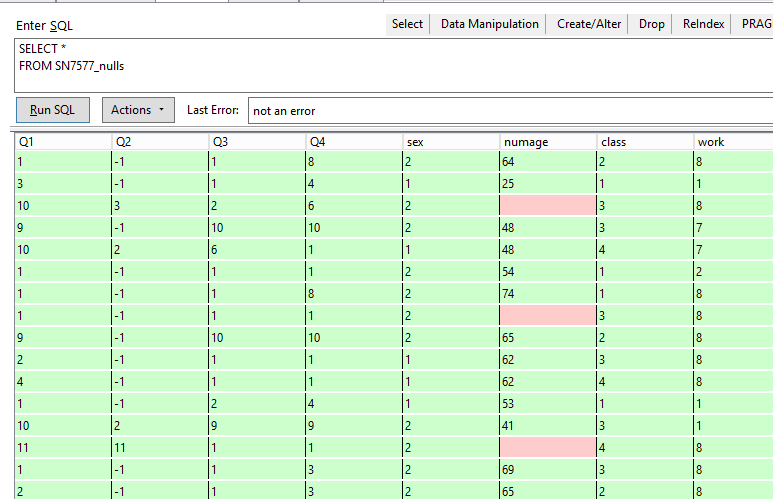 Enter SQL
Select Data Manipulation Create/Alter Drop ReIndex PRAG
SELECT *
FROM SN7577_nulls
Run SQL Actions Last Error: not an error
Q1 Q2 Q3 Q4 sex numage class work
1 -1 1 8 2 64 2 8
3 -1 1 4 1 25 1 1
10 3 2 6 2 3 8
9 -1 10 10 2 48 3 7
10 2 6 1 1 48 4 7
1 -1 1 1 2 54 1 2
1 -1 1 8 2 74 1 8
1 -1 1 1 2 3 8
9 -1 10 10 2 65 2 8
2 -1 1 1 1 62 3 8
4 -1 1 1 1 62 4 8
1 -1 2 4 1 53 1 1
10 2 9 9 2 41 3 1
11 11 1 1 2 4 8
1 -1 1 3 2 69 3 8
2 -1 1 3 2 65 2 8